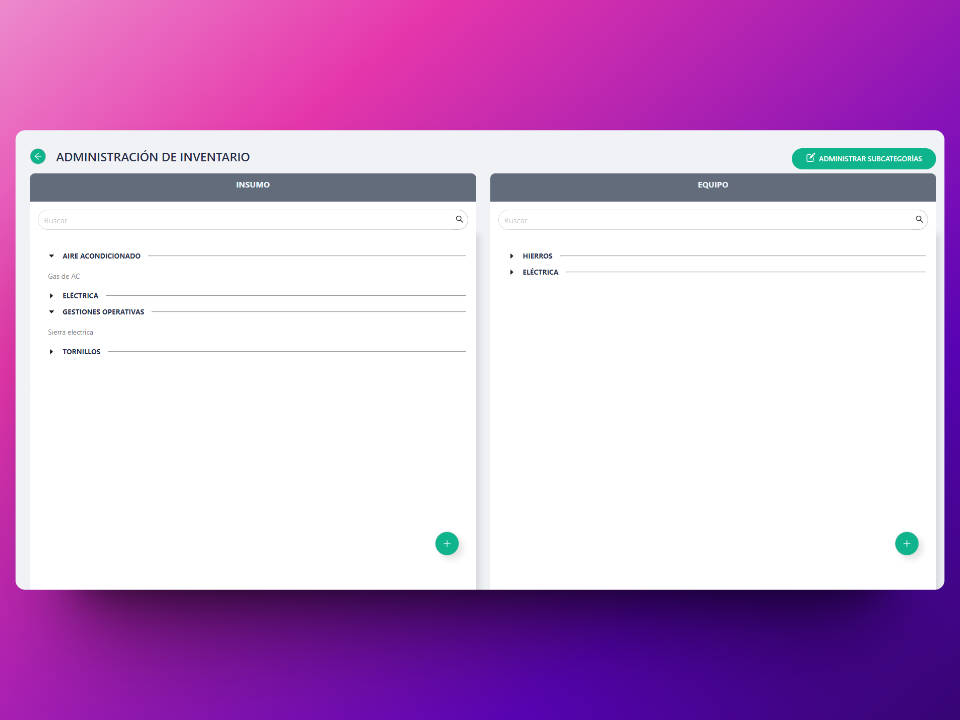 ADMINISTRACIÓN DE INVENTARIO
ADMINISTRAR SUBCATEGORÍAS
INSUMO
Buscar
AIRE ACONDICIONADO
Gas de AC
ELÉCTRICA
GESTIONES OPERATIVAS
Sierra electrica
TORNILLOS
EQUIPO
Buscar
HIERROS
ELÉCTRICA